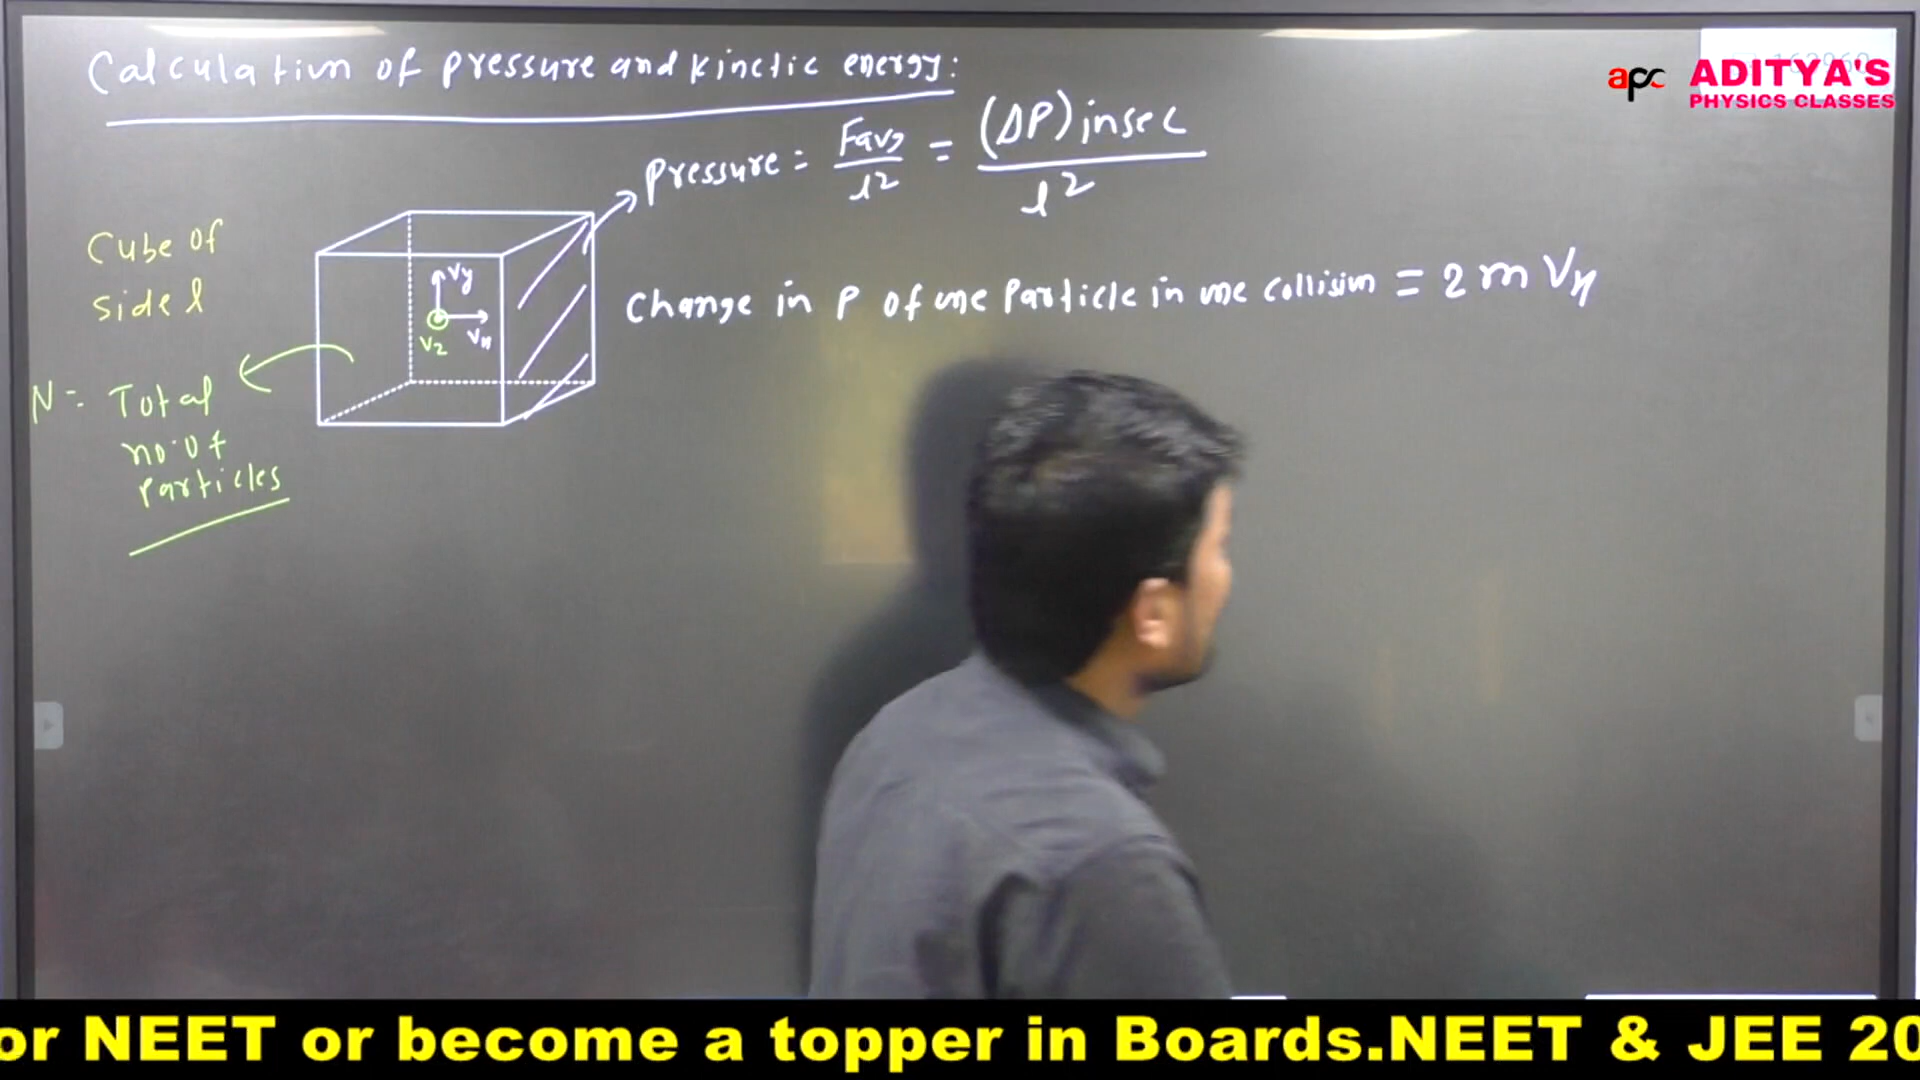 Calculation of pressure and kinetic energy:
apc ADITYA'S
PHYSICS CLASSES
pressure = Favg / l² = (ΔP) in sec / l²
Cube of
side l
Vy
Vz Vx
Change in P of one Particle in one collision = 2 m Vx
N = Total
no. of
Particles
or NEET or become a topper in Boards.NEET & JEE 20